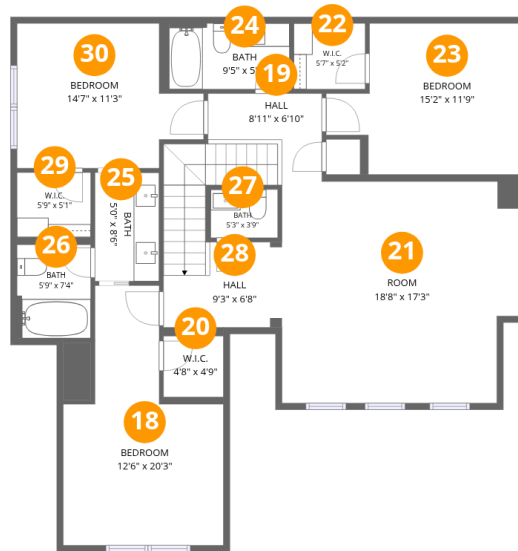 24
BATH
9'5" x 5'
22
W.I.C.
5'7" x 5'2"
30
BEDROOM
14'7" x 11'3"
23
BEDROOM
15'2" x 11'9"
19
HALL
8'11" x 6'10"
29
W.I.C.
5'9" x 5'1"
25
BATH
5'0" x 8'6"
27
BATH
5'3" x 3'9"
26
BATH
5'9" x 7'4"
28
HALL
9'3" x 6'8"
21
ROOM
18'8" x 17'3"
20
W.I.C.
4'8" x 4'9"
18
BEDROOM
12'6" x 20'3"